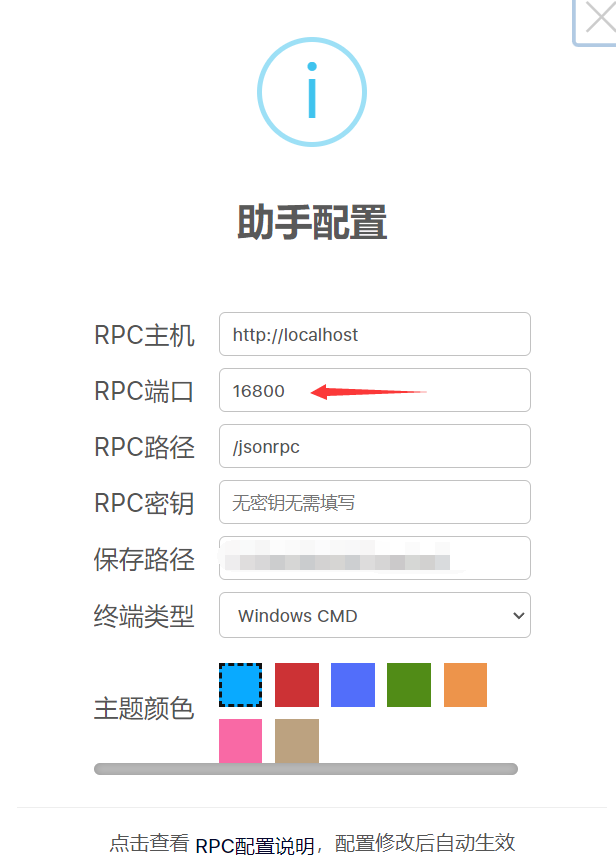 助手配置
RPC主机 http://localhost
RPC端口 16800
RPC路径 /jsonrpc
RPC密钥 无密钥无需填写
保存路径
终端类型 Windows CMD
主题颜色
点击查看 RPC配置说明，配置修改后自动生效